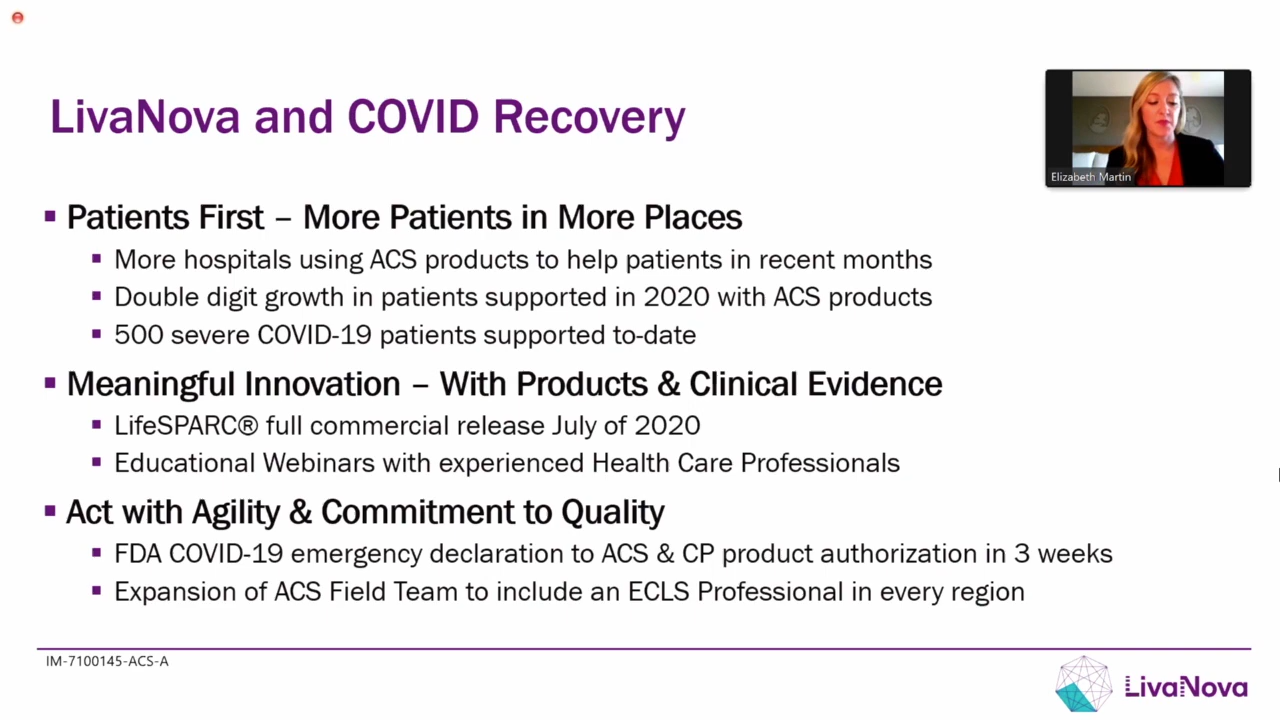 LivaNova and COVID Recovery
Elizabeth Martin
▪ Patients First – More Patients in More Places
▪ More hospitals using ACS products to help patients in recent months
▪ Double digit growth in patients supported in 2020 with ACS products
▪ 500 severe COVID-19 patients supported to-date
▪ Meaningful Innovation – With Products & Clinical Evidence
▪ LifeSPARC® full commercial release July of 2020
▪ Educational Webinars with experienced Health Care Professionals
▪ Act with Agility & Commitment to Quality
▪ FDA COVID-19 emergency declaration to ACS & CP product authorization in 3 weeks
▪ Expansion of ACS Field Team to include an ECLS Professional in every region
IM-7100145-ACS-A
LivaNova